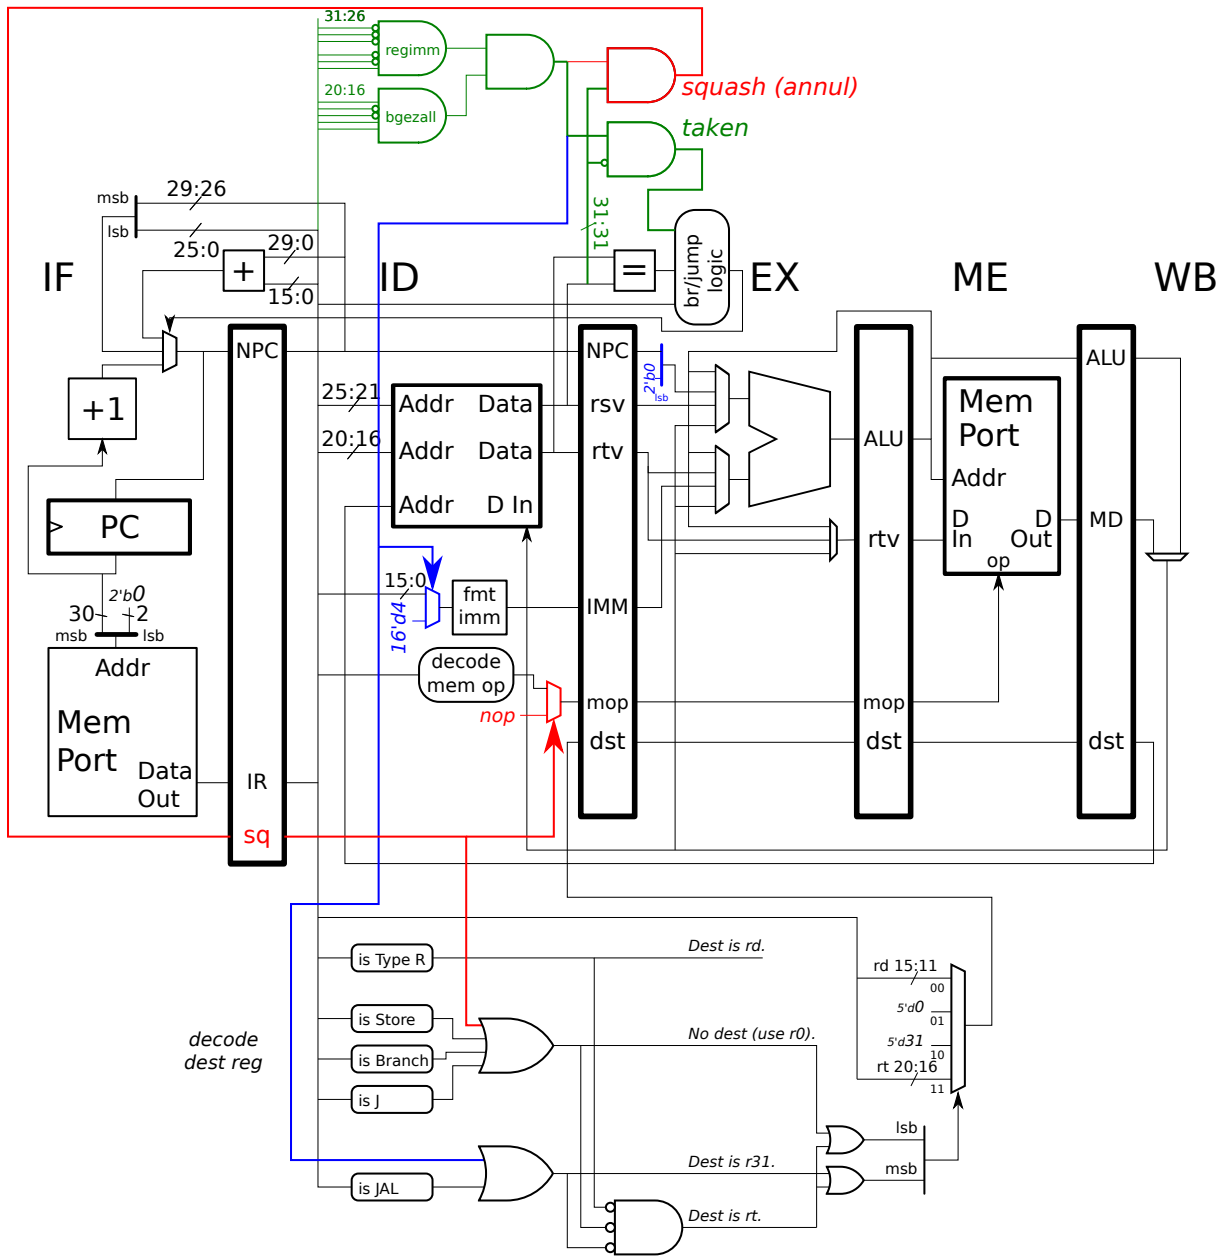 31:26
regimm
20:16
bgezall
squash (annul)
taken
31:31
msb
29:26
lsb
25:0
29:0
15:0
+
=
br/jump
logic
IF
ID
EX
ME
WB
NPC
NPC
2'b0
lsb
ALU
+1
25:21
Addr
Data
rsv
20:16
Addr
Data
rtv
Addr
D In
ALU
Mem
Port
Addr
D
In
D
Out
op
MD
rtv
PC
2'b0
30
2
msb
lsb
15:0
16'd4
fmt
imm
IMM
Addr
Mem
Port
Data
Out
decode
mem op
nop
mop
mop
dst
dst
dst
IR
sq
is Type R
Dest is rd.
rd 15:11
00
5'd0
01
5'd31
10
rt 20:16
11
decode
dest reg
is Store
is Branch
is J
No dest (use r0).
lsb
msb
is JAL
Dest is r31.
Dest is rt.